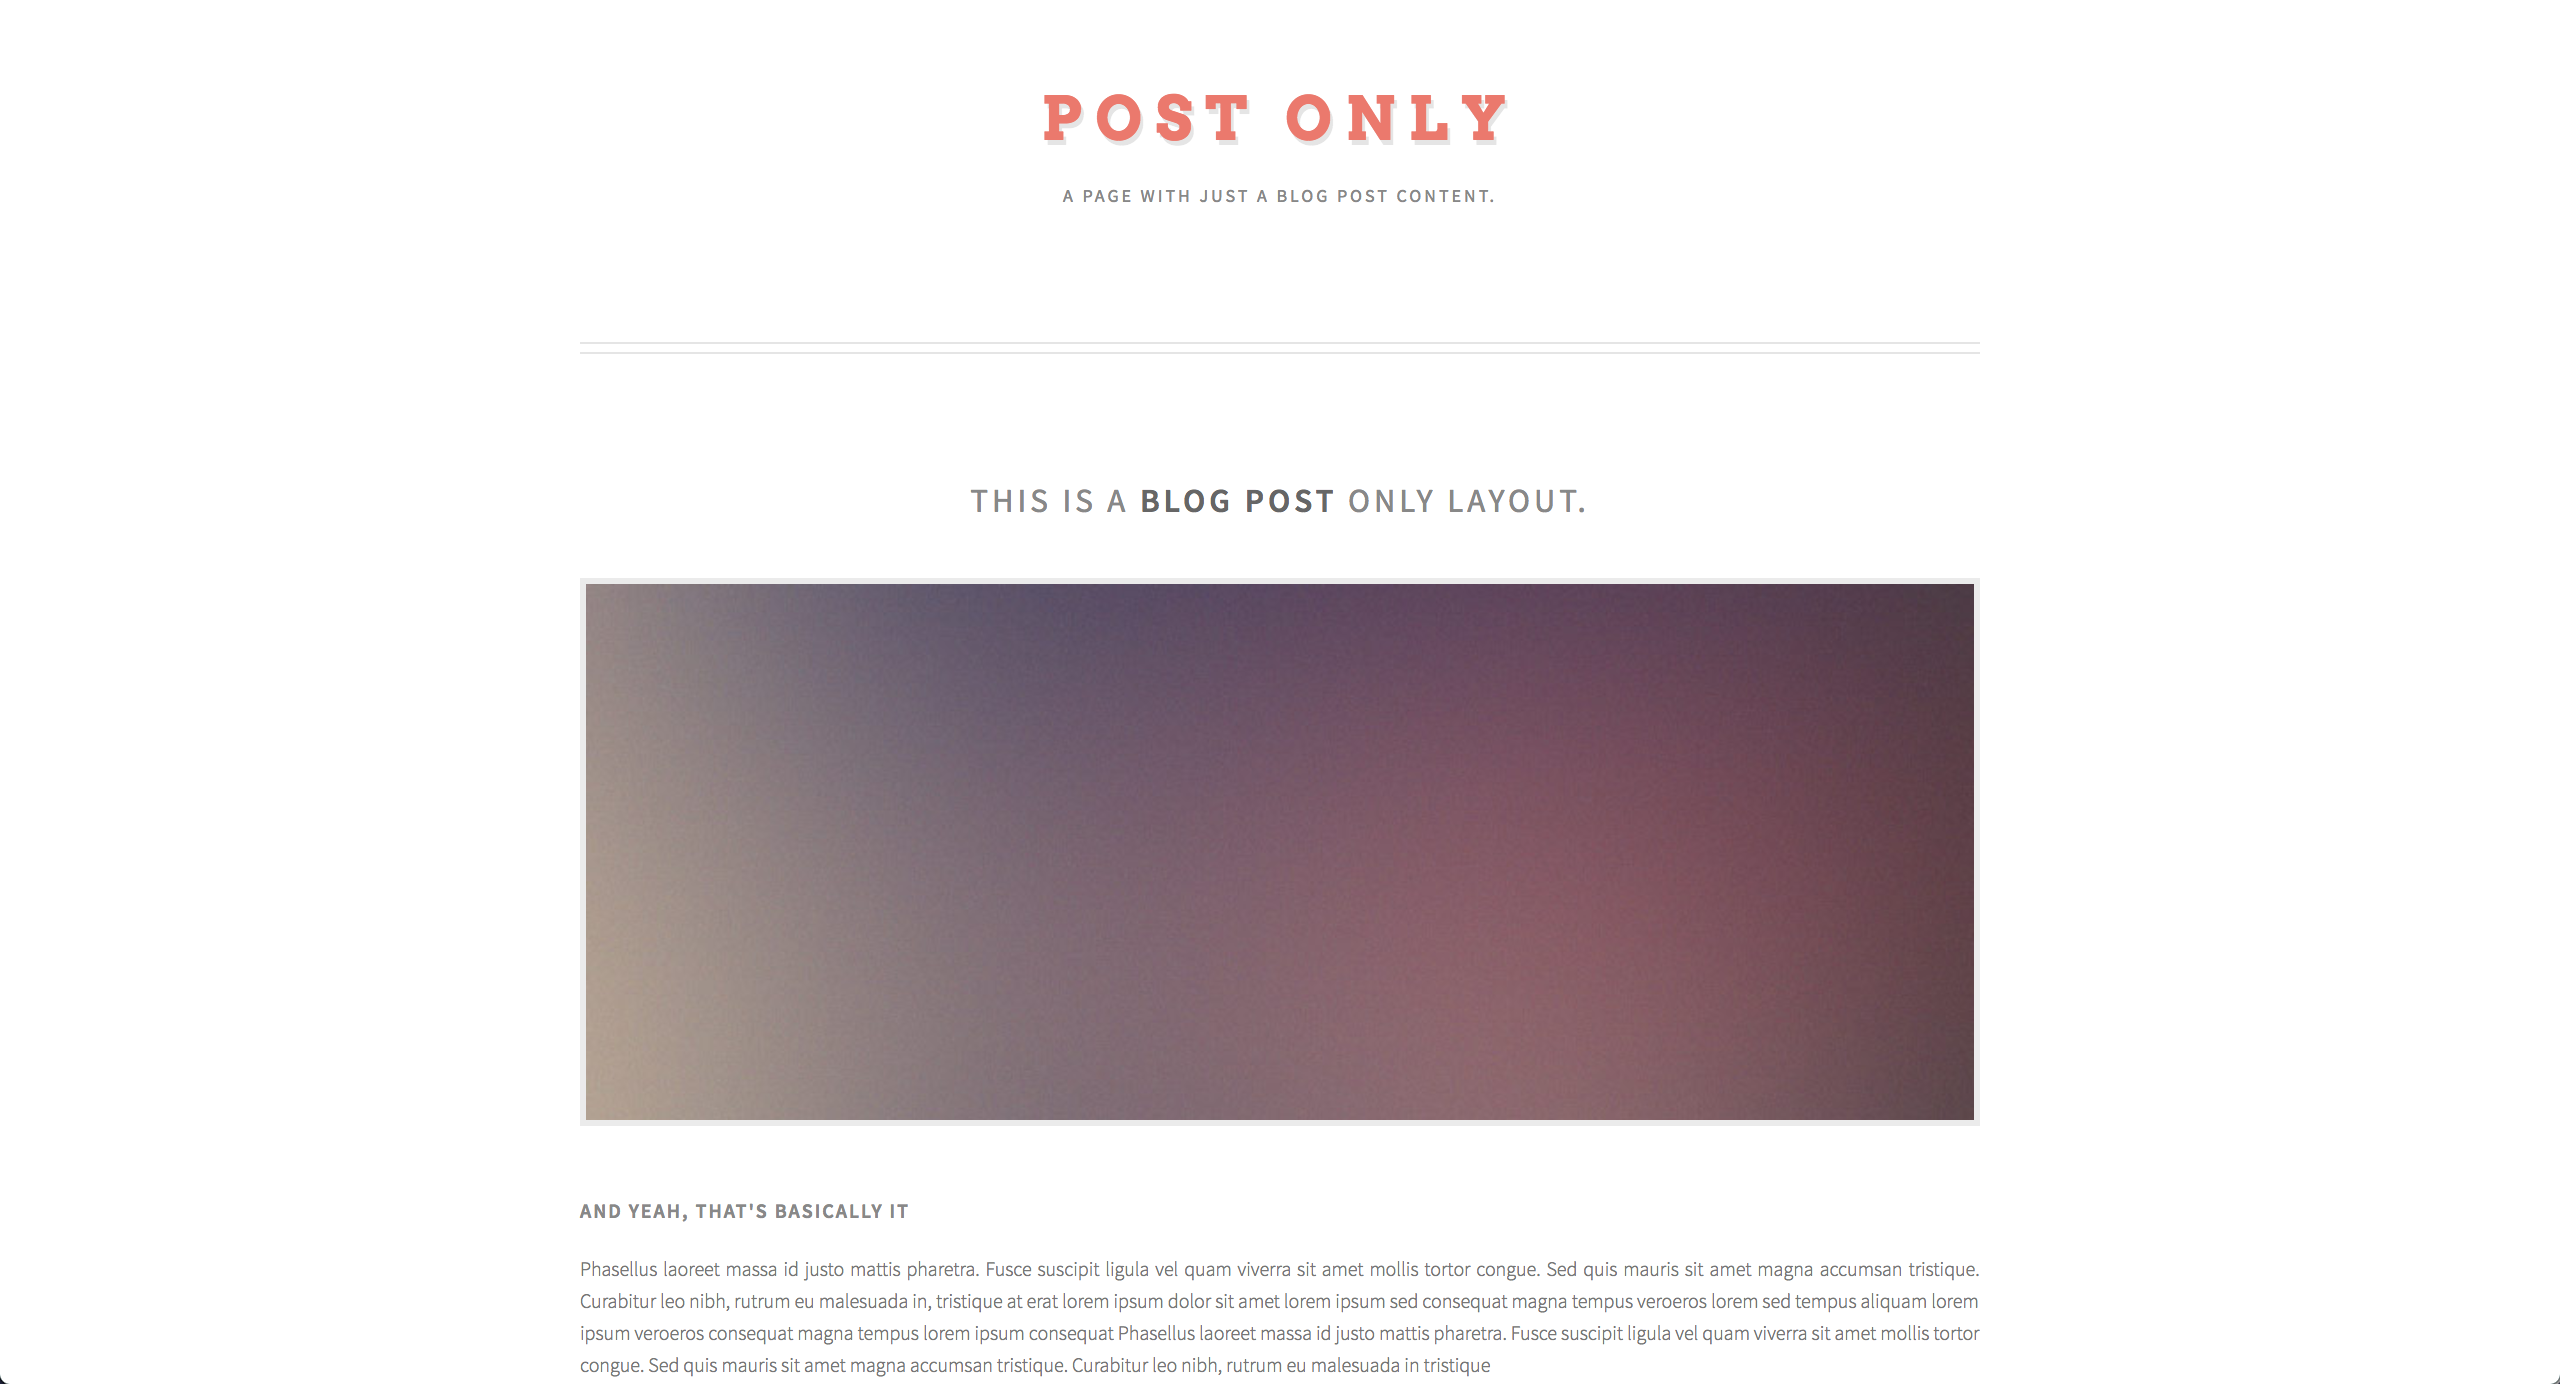 POST ONLY
A PAGE WITH JUST A BLOG POST CONTENT.
THIS IS A BLOG POST ONLY LAYOUT.
AND YEAH, THAT'S BASICALLY IT
Phasellus laoreet massa id justo mattis pharetra. Fusce suscipit ligula vel quam viverra sit amet mollis tortor congue. Sed quis mauris sit amet magna accumsan tristique.
Curabitur leo nibh, rutrum eu malesuada in, tristique at erat lorem ipsum dolor sit amet lorem ipsum sed consequat magna tempus veroeros lorem sed tempus aliquam lorem
ipsum veroeros consequat magna tempus lorem ipsum consequat Phasellus laoreet massa id justo mattis pharetra. Fusce suscipit ligula vel quam viverra sit amet mollis tortor
congue. Sed quis mauris sit amet magna accumsan tristique. Curabitur leo nibh, rutrum eu malesuada in tristique